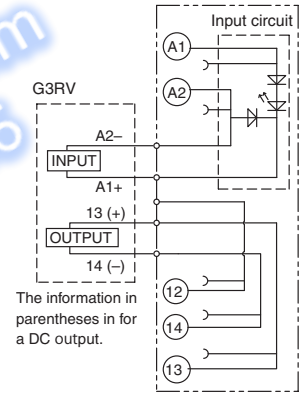 Input circuit
A1
G3RV
A2
A2–
INPUT
A1+
13 (+)
OUTPUT
14 (–)
12
14
13
The information in
parentheses in for
a DC output.